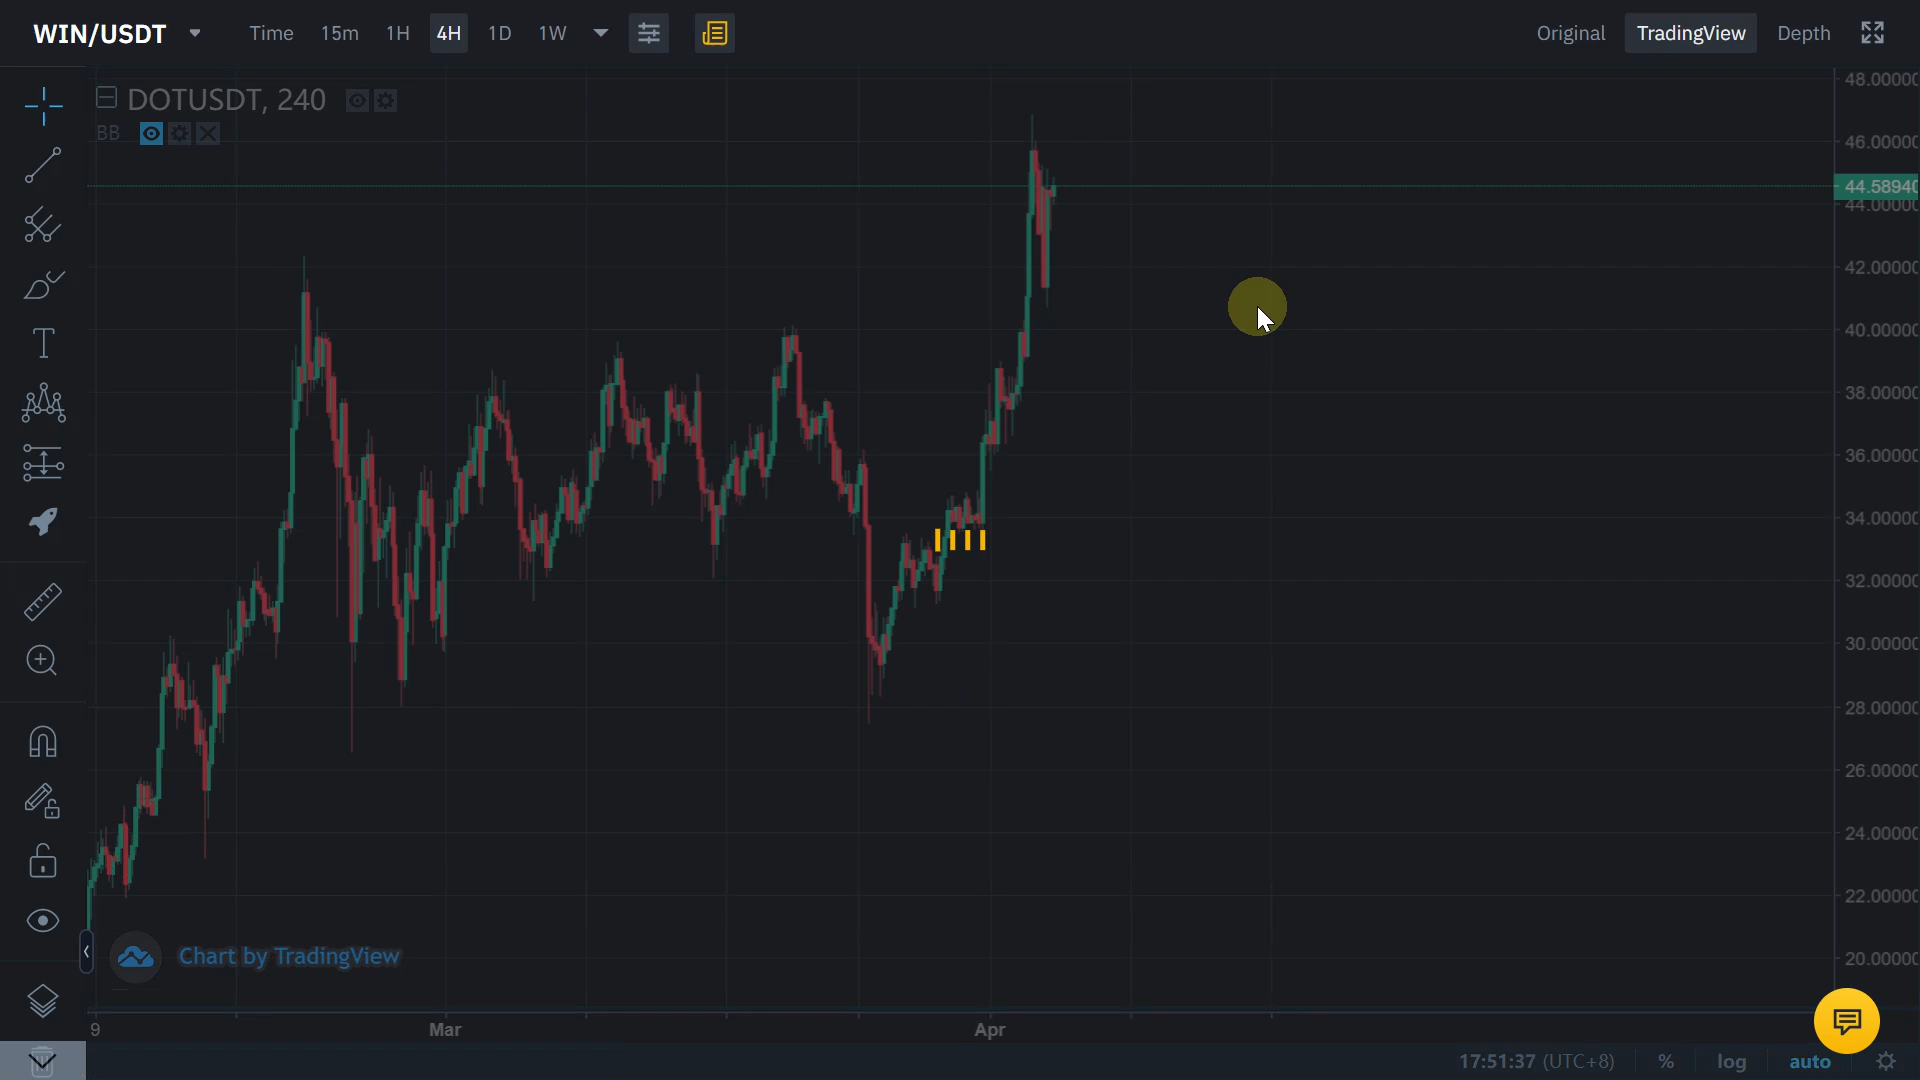 WIN/USDT Time 15m 1H 4H 1D 1W Original TradingView Depth
DOTUSDT, 240
BB
48.00000
46.00000
44.58940
44.00000
42.00000
40.00000
38.00000
36.00000
34.00000
32.00000
30.00000
28.00000
26.00000
24.00000
22.00000
20.00000
Chart by TradingView
9 Mar Apr
17:51:37 (UTC+8) % log auto